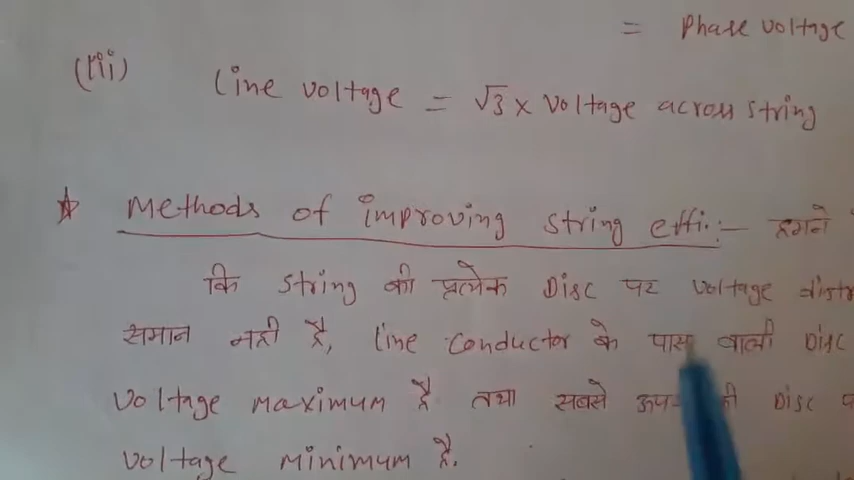 = Phase voltage
(iii) Line voltage = √3 x voltage across string
☆ Methods of improving string effi:- हमने
कि string की प्रत्येक Disc पर voltage distr
समान नही है, line conductor के पास वाली Disc
voltage maximum है तथा सबसे Disc
voltage minimum है.